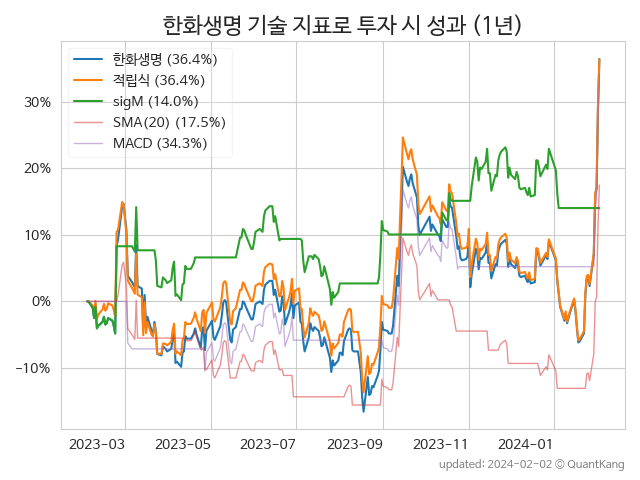 한화생명 기술 지표로 투자 시 성과 (1년)
한화생명 (36.4%)
적립식 (36.4%)
sigM (14.0%)
SMA(20) (17.5%)
MACD (34.3%)
30%
20%
10%
0%
−10%
2023-03 2023-05 2023-07 2023-09 2023-11 2024-01
updated: 2024-02-02 © QuantKang